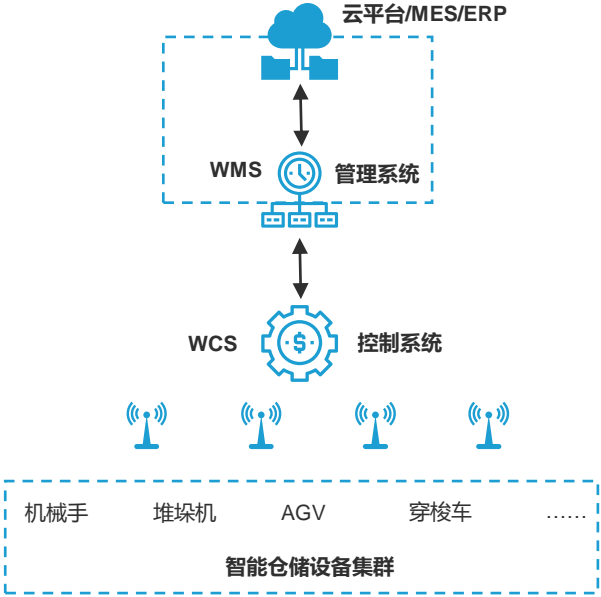 云平台/MES/ERP
WMS 管理系统
WCS 控制系统
机械手 堆垛机 AGV 穿梭车 ……
智能仓储设备集群